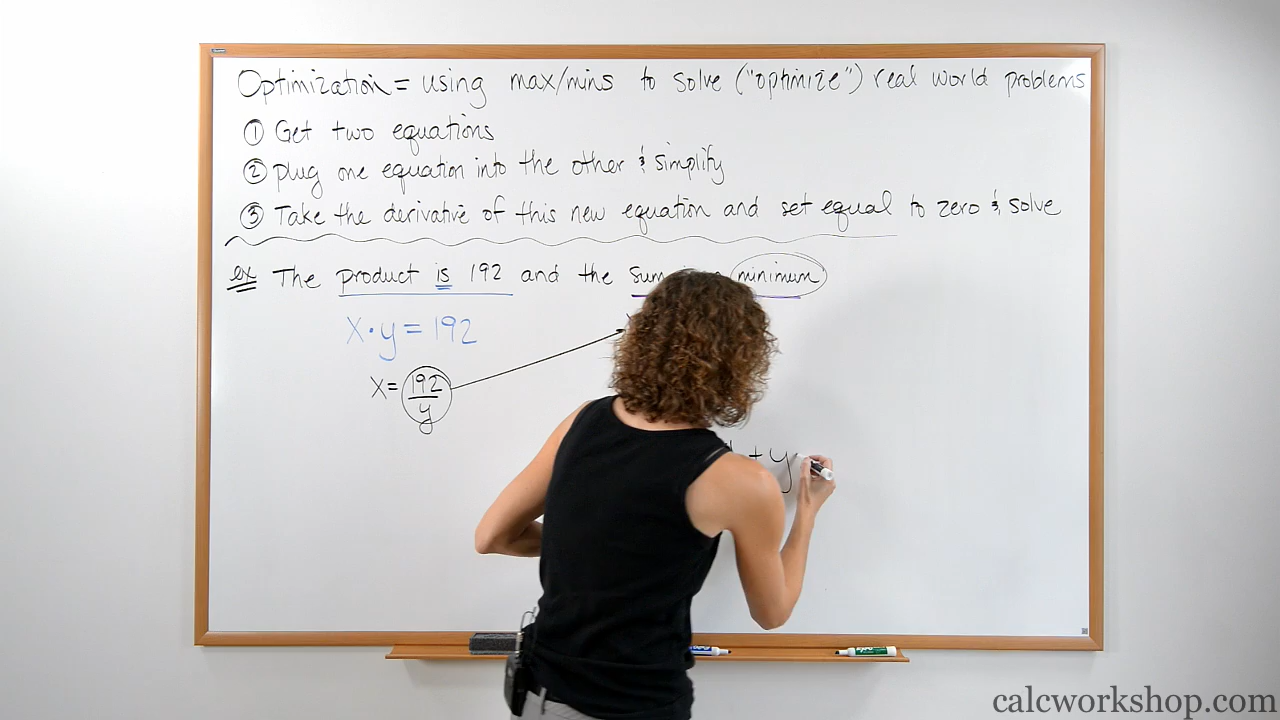 Optimization = using max/mins to solve ("optimize") real world problems
① Get two equations
② Plug one equation into the other & simplify
③ Take the derivative of this new equation and set equal to zero & solve
ex The product is 192 and the sum minimum
x·y = 192
x = 192/y
+ y
calcworkshop.com